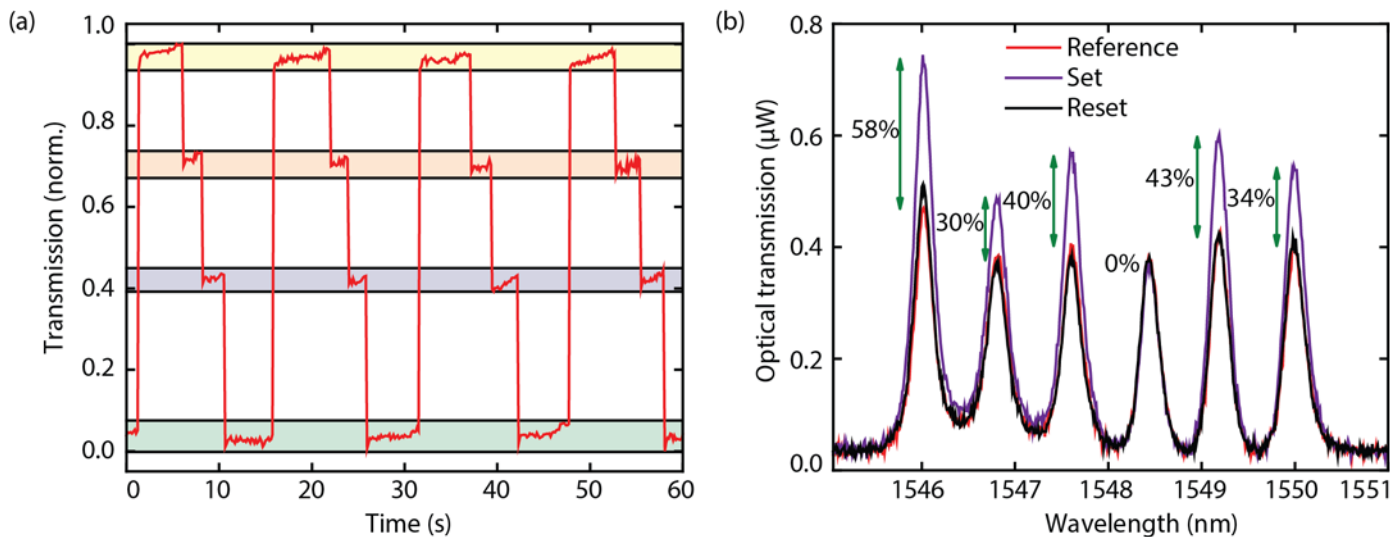 (a)
Transmission (norm.)
1.0
0.8
0.6
0.4
0.2
0.0
0 10 20 30 40 50 60
Time (s)
(b)
Optical transmission (μW)
0.8
0.6
0.4
0.2
0.0
Reference
Set
Reset
58%
30%
40%
0%
43%
34%
1546 1547 1548 1549 1550 1551
Wavelength (nm)